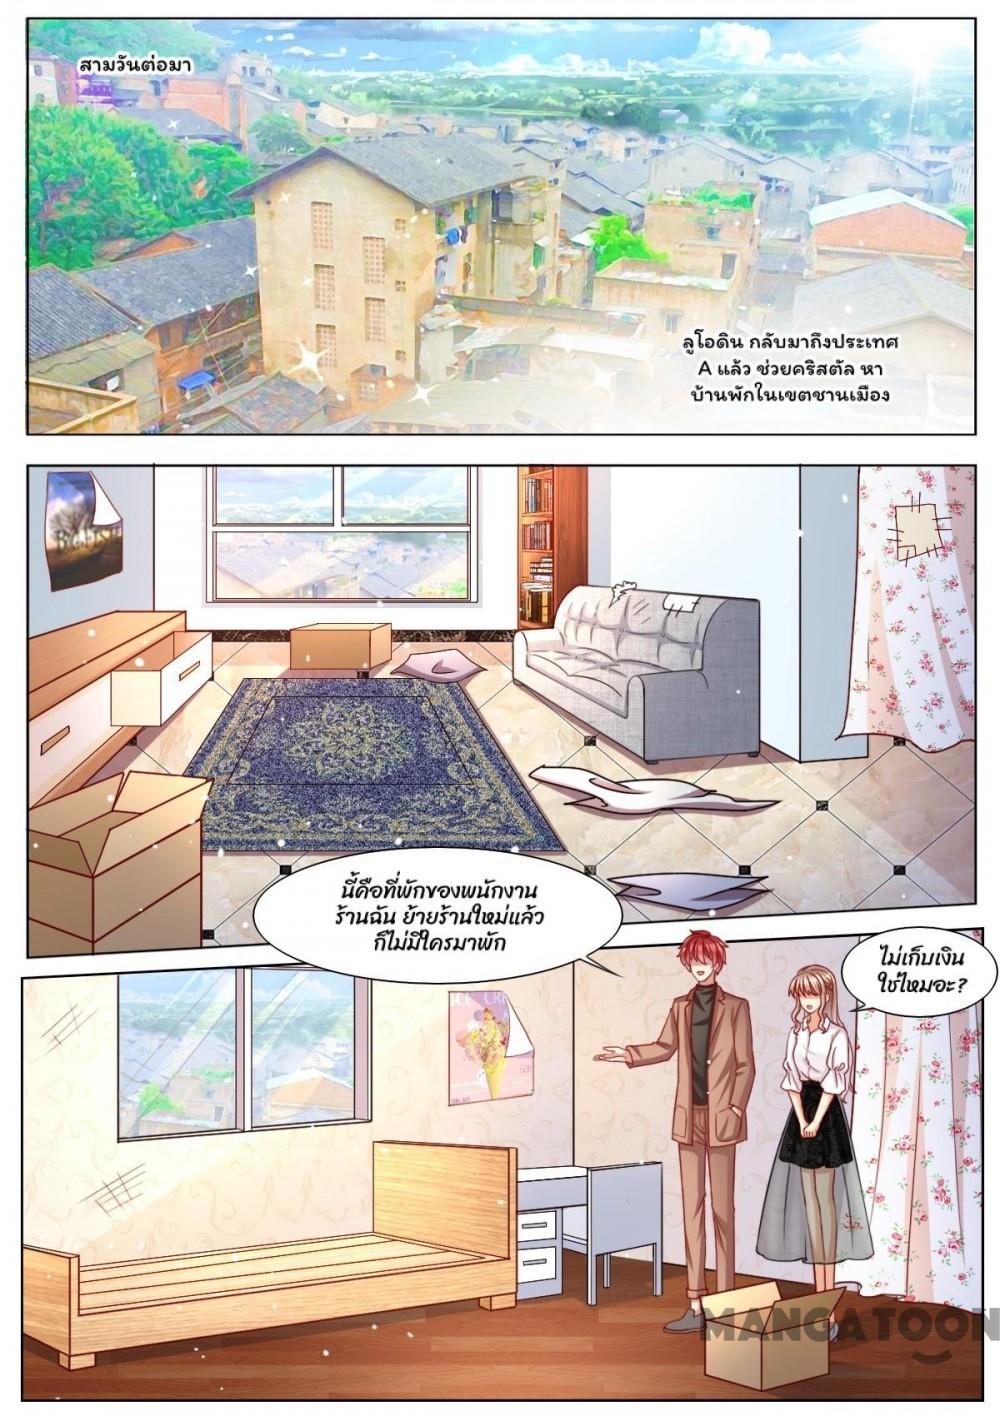 สามวันต่อมา
ลูโอดิน กลับมาถึงประเทศ
A แล้ว ช่วยคริสตัล หา
บ้านพักในเขตชานเมือง
นี้คือที่พักของพนักงาน
ร้านฉัน ย้ายร้านใหม่แล้ว
ก็ไม่มีใครมาพัก
ไม่เก็บเงิน
ใช่ไหมอะ?
MANGATOON